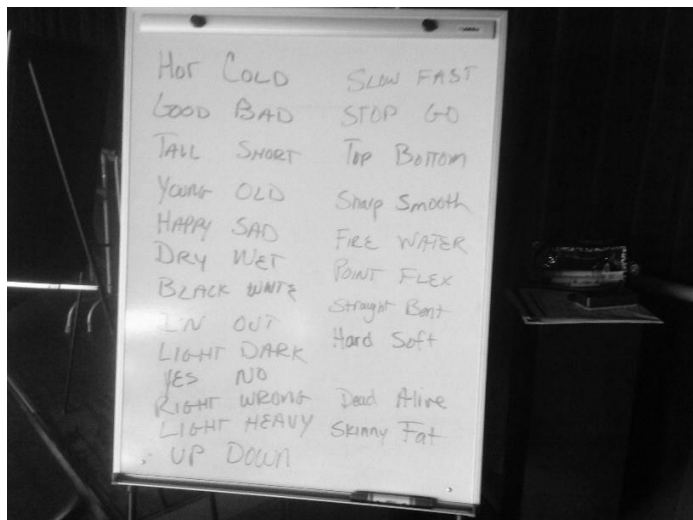 HOT COLD
GOOD BAD
TALL SHORT
YOUNG OLD
HAPPY SAD
DRY WET
BLACK WHITE
IN OUT
LIGHT DARK
YES NO
RIGHT WRONG
LIGHT HEAVY
UP DOWN
SLOW FAST
STOP GO
TOP BOTTOM
Sharp Smooth
FIRE WATER
POINT FLEX
Straight Bent
Hard Soft
Dead Alive
Skinny Fat